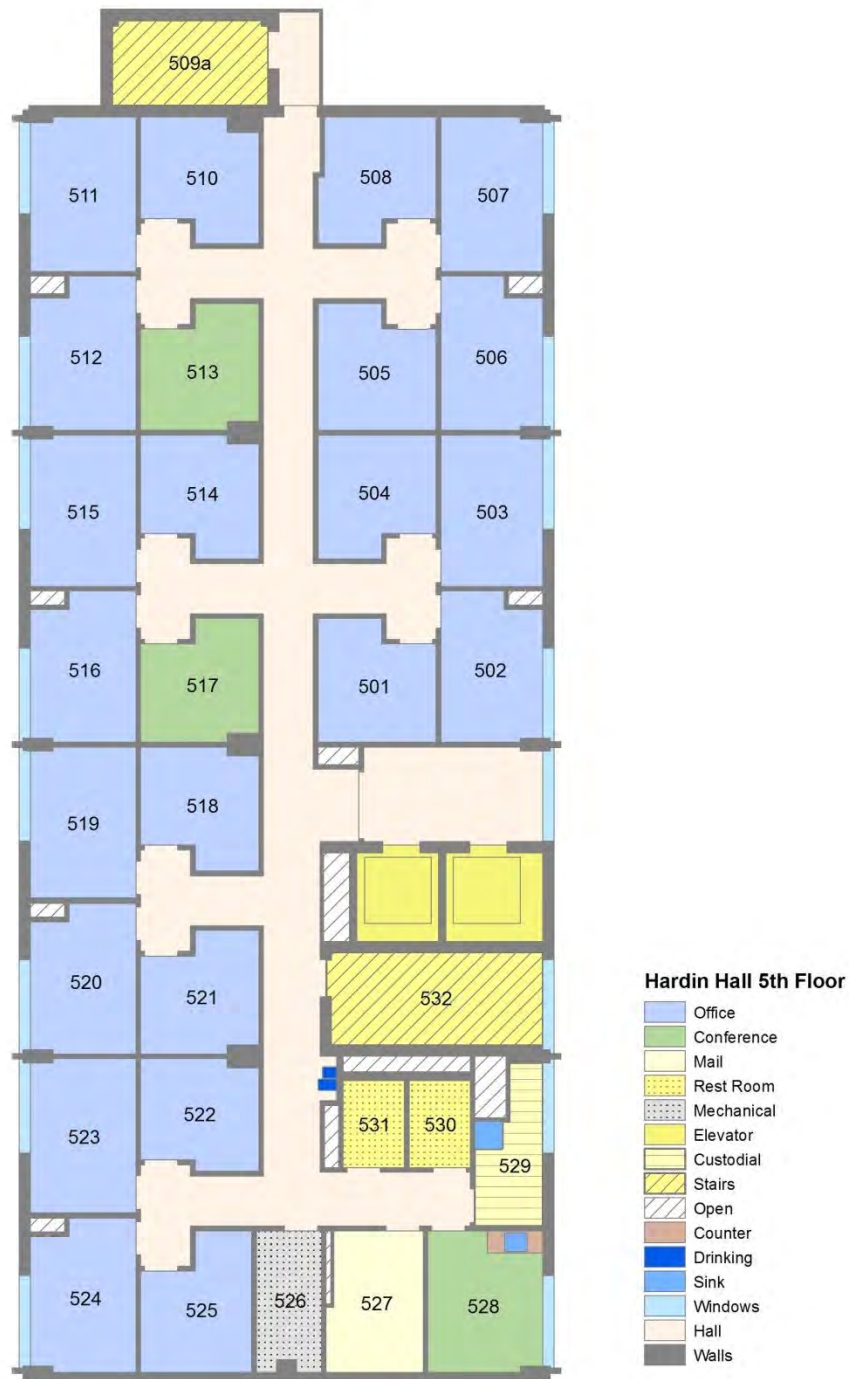 509a
511
510
508
507
512
513
505
506
515
514
504
503
516
517
501
502
519
518
520
521
532
523
522
531
530
529
524
525
526
527
528
Hardin Hall 5th Floor
Office
Conference
Mail
Rest Room
Mechanical
Elevator
Custodial
Stairs
Open
Counter
Drinking
Sink
Windows
Hall
Walls